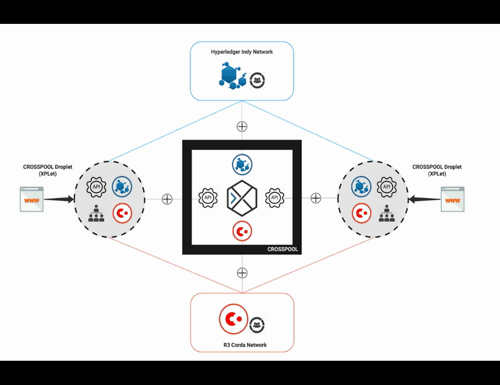 Hyperledger Indy Network
CROSSPOOL Droplet
(XPLet)
CROSSPOOL Droplet
(XPLet)
API
WWW
API
API
API
WWW
CROSSPOOL
R3 Corda Network